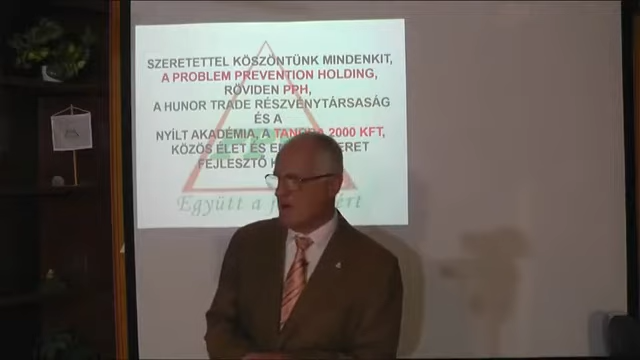 SZERETETTEL KÖSZÖNTÜNK MINDENKIT,
A PROBLEM PREVENTION HOLDING,
RÖVIDEN PPH,
A HUNOR TRADE RÉSZVÉNYTÁRSASÁG
ÉS A
NYÍLT AKADÉMIA, A 2000 KFT,
KÖZÖS ÉLET ÉS
FEJLESZTŐ
Együtt a